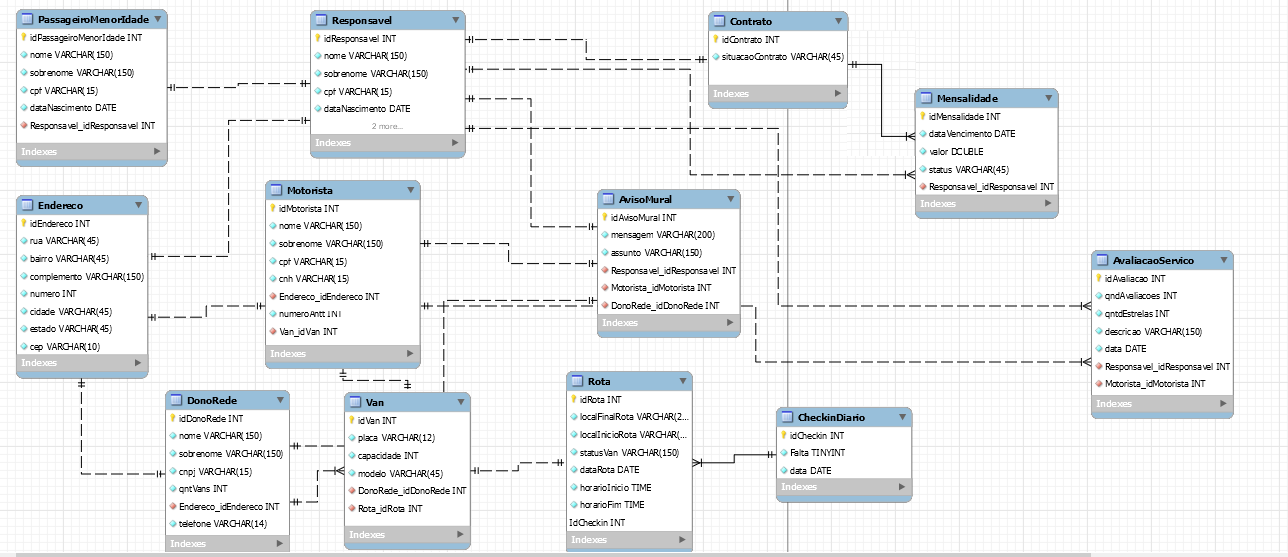 PassageiroMenorIdade
idPassageiroMenorIdade INT
nome VARCHAR(150)
sobrenome VARCHAR(150)
cpf VARCHAR(15)
dataNascimento DATE
Responsavel_idResponsavel INT
Indexes
Responsavel
idResponsavel INT
nome VARCHAR(150)
sobrenome VARCHAR(150)
cpf VARCHAR(15)
dataNascimento DATE
2 more...
Indexes
Contrato
idContrato INT
situacaoContrato VARCHAR(45)
Indexes
Mensalidade
idMensalidade INT
dataVencimento DATE
valor DOUBLE
status VARCHAR(45)
Responsavel_idResponsavel INT
Indexes
Endereco
idEndereco INT
rua VARCHAR(45)
bairro VARCHAR(45)
complemento VARCHAR(150)
numero INT
cidade VARCHAR(45)
estado VARCHAR(45)
cep VARCHAR(10)
Indexes
Motorista
idMotorista INT
nome VARCHAR(150)
sobrenome VARCHAR(150)
cpf VARCHAR(15)
cnh VARCHAR(15)
Endereco_idEndereco INT
numeroAntt INT
Van_idVan INT
Indexes
AvisoMural
idAvisoMural INT
mensagem VARCHAR(200)
assunto VARCHAR(150)
Responsavel_idResponsavel INT
Motorista_idMotorista INT
DonoRede_idDonoRede INT
Indexes
AvaliacaoServico
idAvaliacao INT
qndAvaliacoes INT
qntdEstrelas INT
descricao VARCHAR(150)
data DATE
Responsavel_idResponsavel INT
Motorista_idMotorista INT
Indexes
DonoRede
idDonoRede INT
nome VARCHAR(150)
sobrenome VARCHAR(150)
cnpj VARCHAR(15)
qntVans INT
Endereco_idEndereco INT
telefone VARCHAR(14)
Indexes
Van
idVan INT
placa VARCHAR(12)
capacidade INT
modelo VARCHAR(45)
DonoRede_idDonoRede INT
Rota_idRota INT
Indexes
Rota
idRota INT
localFinalRota VARCHAR(2...
localInicioRota VARCHAR(...
statusVan VARCHAR(150)
dataRota DATE
horarioInicio TIME
horarioFim TIME
IdCheckin INT
Indexes
CheckinDiario
idCheckin INT
Falta TINYINT
data DATE
Indexes